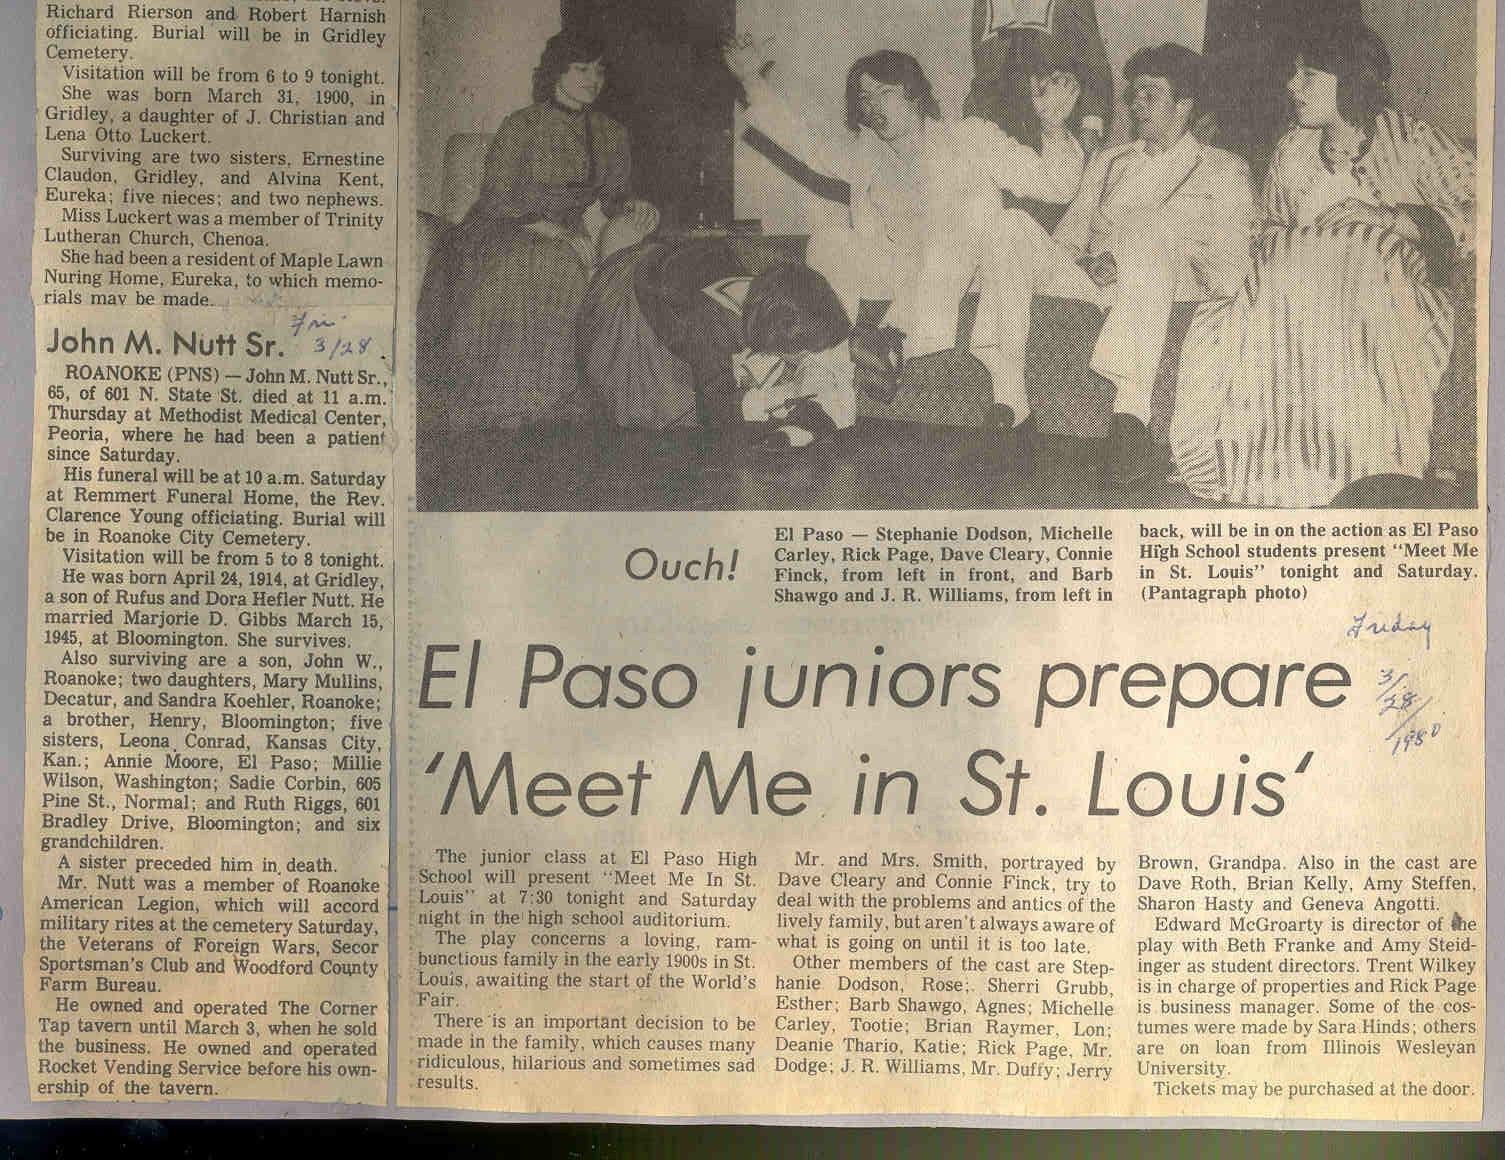 Richard Rierson and Robert Harnish
officiating. Burial will be in Gridley
Cemetery.
Visitation will be from 6 to 9 tonight.
She was born March 31, 1900, in
Gridley, a daughter of J. Christian and
Lena Otto Luckert.
Surviving are two sisters, Ernestine
Claudon, Gridley, and Alvina Kent,
Eureka; five nieces; and two nephews.
Miss Luckert was a member of Trinity
Lutheran Church, Chenoa.
She had been a resident of Maple Lawn
Nuring Home, Eureka, to which memo-
rials may be made.
John M. Nutt Sr.
Fri.
3/28
ROANOKE (PNS) — John M. Nutt Sr.,
65, of 601 N. State St. died at 11 a.m.
Thursday at Methodist Medical Center,
Peoria, where he had been a patient
since Saturday.
His funeral will be at 10 a.m. Saturday
at Remmert Funeral Home, the Rev.
Clarence Young officiating. Burial will
be in Roanoke City Cemetery.
Visitation will be from 5 to 8 tonight.
He was born April 24, 1914, at Gridley,
a son of Rufus and Dora Hefler Nutt. He
married Marjorie D. Gibbs March 15,
1945, at Bloomington. She survives.
Also surviving are a son, John W.,
Roanoke; two daughters, Mary Mullins,
Decatur, and Sandra Koehler, Roanoke;
a brother, Henry, Bloomington; five
sisters, Leona Conrad, Kansas City,
Kan.; Annie Moore, El Paso; Millie
Wilson, Washington; Sadie Corbin, 605
Pine St., Normal; and Ruth Riggs, 601
Bradley Drive, Bloomington; and six
grandchildren.
A sister preceded him in death.
Mr. Nutt was a member of Roanoke
American Legion, which will accord
military rites at the cemetery Saturday,
the Veterans of Foreign Wars, Secor
Sportsman's Club and Woodford County
Farm Bureau.
He owned and operated The Corner
Tap tavern until March 3, when he sold
the business. He owned and operated
Rocket Vending Service before his own-
ership of the tavern.
Ouch!
El Paso — Stephanie Dodson, Michelle
Carley, Rick Page, Dave Cleary, Connie
Finck, from left in front, and Barb
Shawgo and J. R. Williams, from left in
back, will be in on the action as El Paso
High School students present "Meet Me
in St. Louis" tonight and Saturday.
(Pantagraph photo)
Friday
3/
28/
1980
El Paso juniors prepare
'Meet Me in St. Louis'
The junior class at El Paso High
School will present "Meet Me In St.
Louis" at 7:30 tonight and Saturday
night in the high school auditorium.
The play concerns a loving, ram-
bunctious family in the early 1900s in St.
Louis, awaiting the start of the World's
Fair.
There is an important decision to be
made in the family, which causes many
ridiculous, hilarious and sometimes sad
results.
Mr. and Mrs. Smith, portrayed by
Dave Cleary and Connie Finck, try to
deal with the problems and antics of the
lively family, but aren't always aware of
what is going on until it is too late.
Other members of the cast are Step-
hanie Dodson, Rose; Sherri Grubb,
Esther; Barb Shawgo, Agnes; Michelle
Carley, Tootie; Brian Raymer, Lon;
Deanie Thario, Katie; Rick Page, Mr.
Dodge; J. R. Williams, Mr. Duffy; Jerry
Brown, Grandpa. Also in the cast are
Dave Roth, Brian Kelly, Amy Steffen,
Sharon Hasty and Geneva Angotti.
Edward McGroarty is director of the
play with Beth Franke and Amy Steid-
inger as student directors. Trent Wilkey
is in charge of properties and Rick Page
is business manager. Some of the cos-
tumes were made by Sara Hinds; others
are on loan from Illinois Wesleyan
University.
Tickets may be purchased at the door.